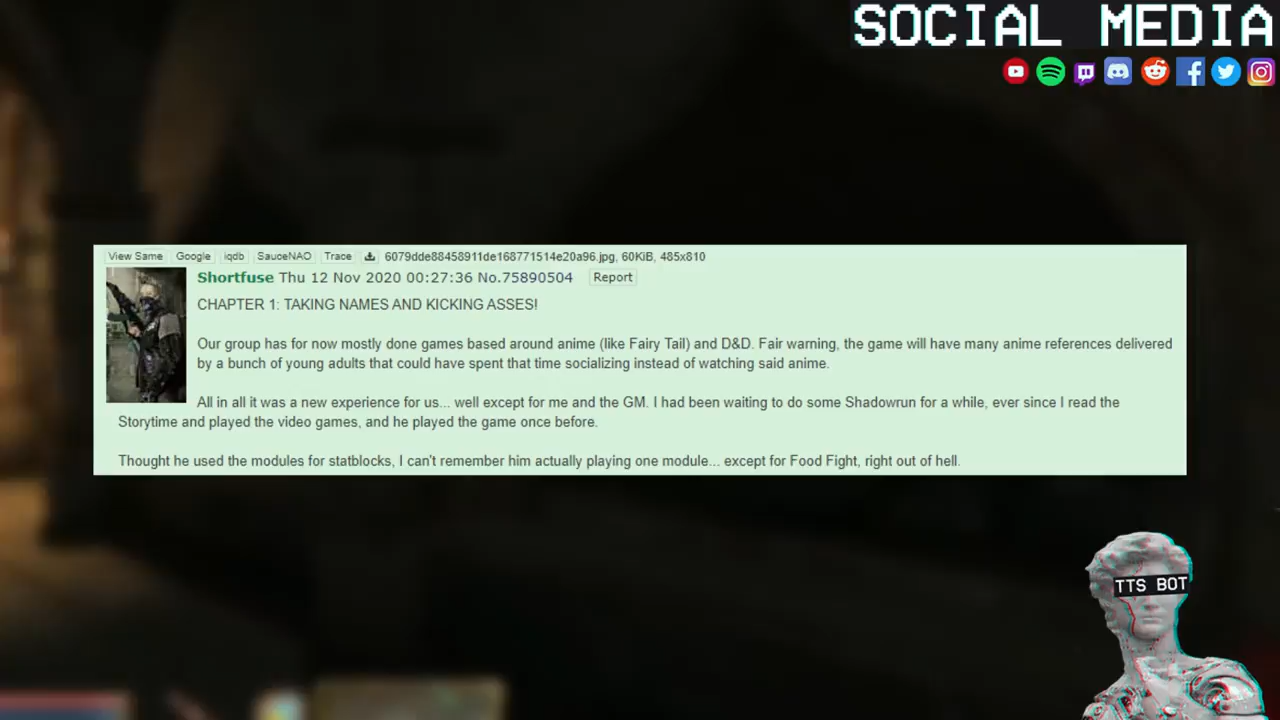 SOCIAL MEDIA
View Same Google iqdb SauceNAO Trace 6079dde88458911de168771514e20a96.jpg, 60KiB, 485x810
Shortfuse Thu 12 Nov 2020 00:27:36 No.75890504 Report
CHAPTER 1: TAKING NAMES AND KICKING ASSES!
Our group has for now mostly done games based around anime (like Fairy Tail) and D&D. Fair warning, the game will have many anime references delivered
by a bunch of young adults that could have spent that time socializing instead of watching said anime.
All in all it was a new experience for us... well except for me and the GM. I had been waiting to do some Shadowrun for a while, ever since I read the
Storytime and played the video games, and he played the game once before.
Thought he used the modules for statblocks, I can't remember him actually playing one module... except for Food Fight, right out of hell.
TTS BOT